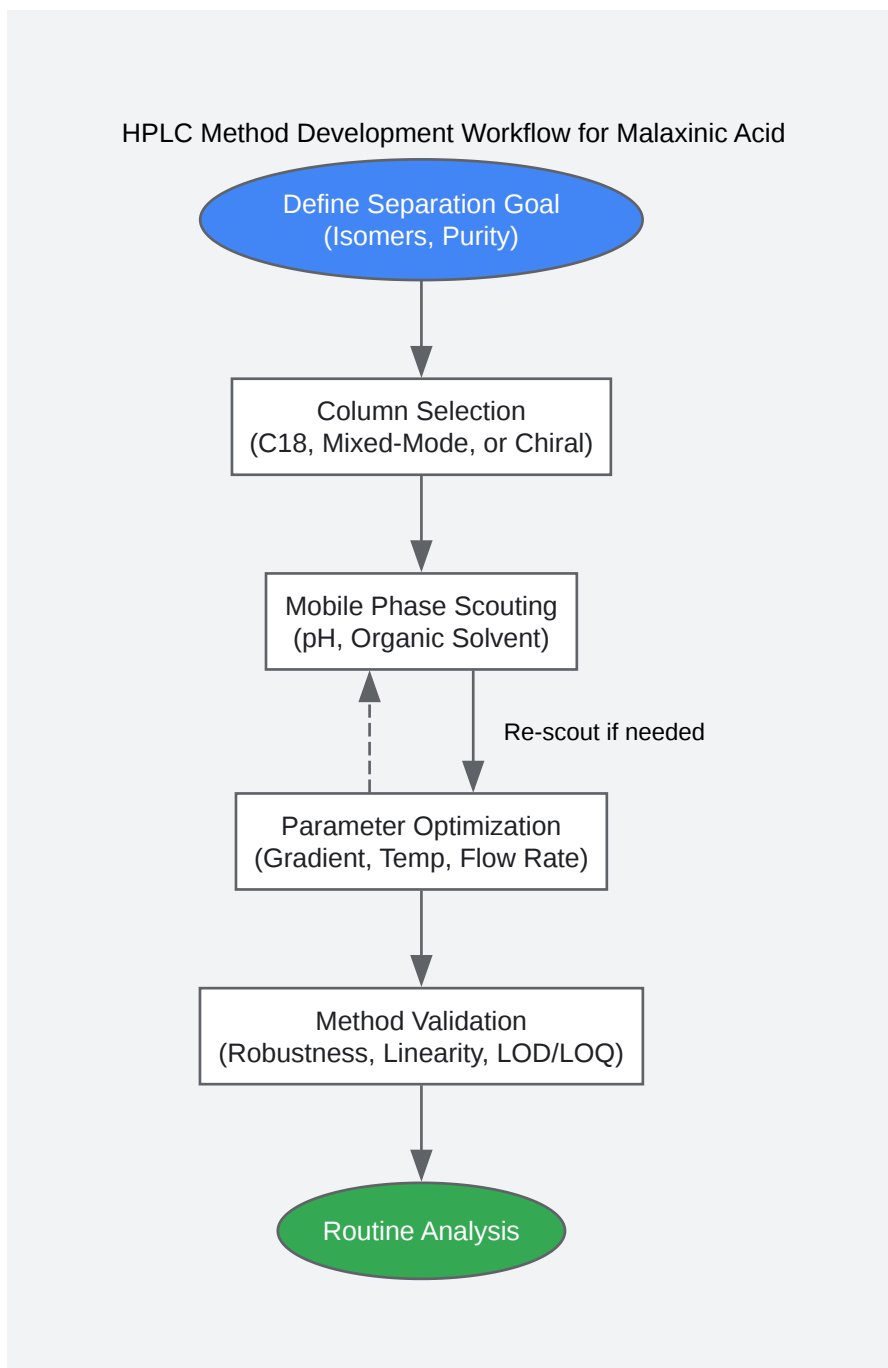 HPLC Method Development Workflow for Malaxinic Acid
Define Separation Goal
(Isomers, Purity)
Column Selection
(C18, Mixed-Mode, or Chiral)
Mobile Phase Scouting
(pH, Organic Solvent)
Re-scout if needed
Parameter Optimization
(Gradient, Temp, Flow Rate)
Method Validation
(Robustness, Linearity, LOD/LOQ)
Routine Analysis